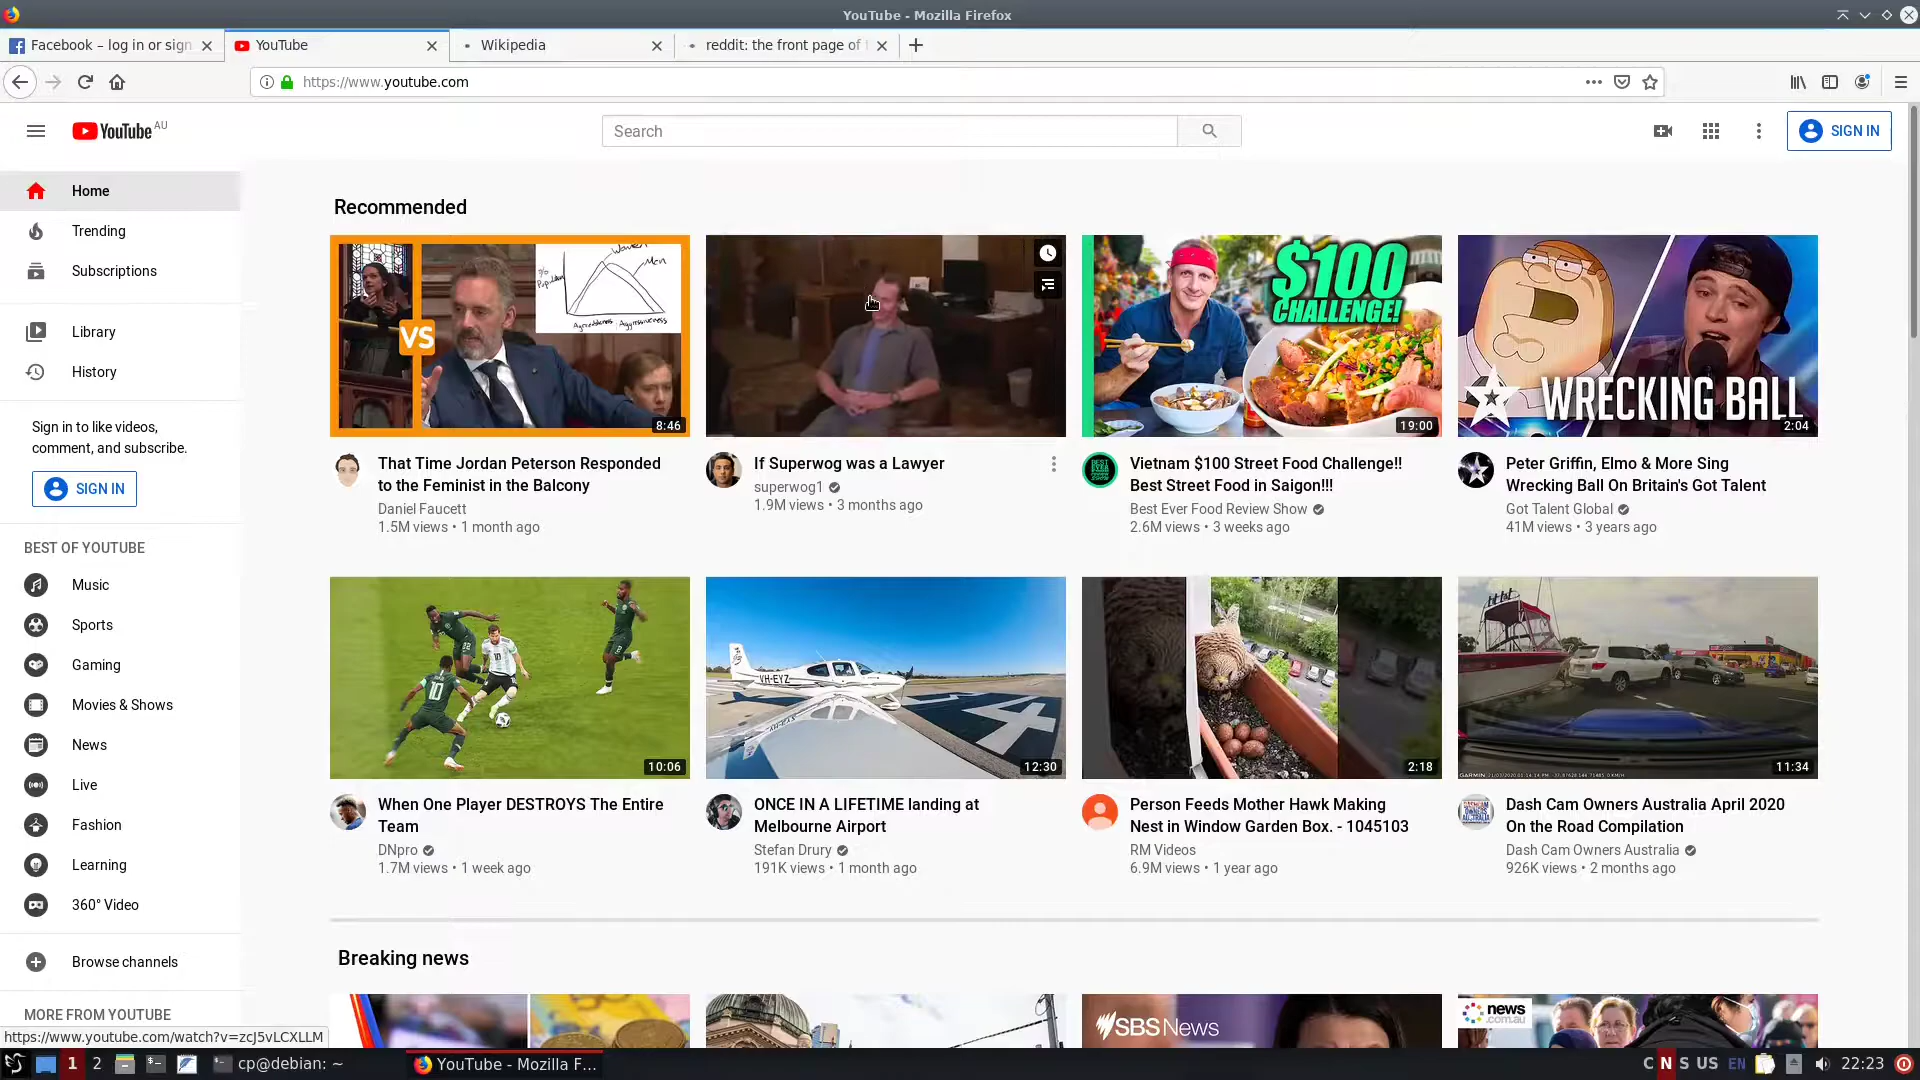 YouTube - Mozilla Firefox
Facebook – log in or sign
YouTube
Wikipedia
reddit: the front page of
https://www.youtube.com
YouTube AU
Search
SIGN IN
Home
Trending
Subscriptions
Library
History
Sign in to like videos,
comment, and subscribe.
SIGN IN
BEST OF YOUTUBE
Music
Sports
Gaming
Movies & Shows
News
Live
Fashion
Learning
360° Video
Browse channels
MORE FROM YOUTUBE
Recommended
VS
Women
Men
8:46
That Time Jordan Peterson Responded
to the Feminist in the Balcony
Daniel Faucett
1.5M views • 1 month ago
If Superwog was a Lawyer
superwog1
1.9M views • 3 months ago
$100
CHALLENGE!
19:00
Vietnam $100 Street Food Challenge!!
Best Street Food in Saigon!!!
Best Ever Food Review Show
2.6M views • 3 weeks ago
WRECKING BALL
2:04
Peter Griffin, Elmo & More Sing
Wrecking Ball On Britain's Got Talent
Got Talent Global
41M views • 3 years ago
10
10
10:06
When One Player DESTROYS The Entire
Team
DNpro
1.7M views • 1 week ago
VH-EYZ
12:30
ONCE IN A LIFETIME landing at
Melbourne Airport
Stefan Drury
191K views • 1 month ago
2:18
Person Feeds Mother Hawk Making
Nest in Window Garden Box. - 1045103
RM Videos
6.9M views • 1 year ago
GARMIN
11:34
Dash Cam Owners Australia April 2020
On the Road Compilation
Dash Cam Owners Australia
926K views • 2 months ago
Breaking news
SBS News
news
.com.au
https://www.youtube.com/watch?v=zcJ5vLCXLLM
1
2
cp@debian: ~
YouTube - Mozilla F...
C N S US EN
22:23